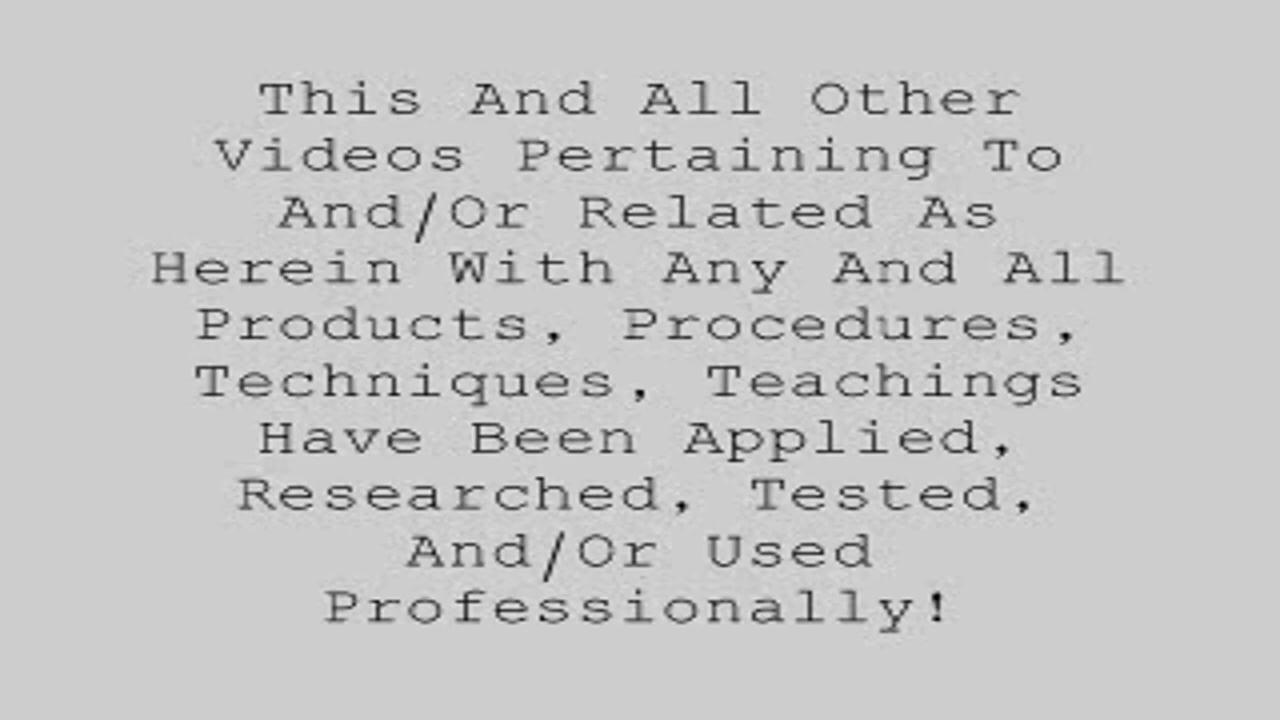 This And All Other
Videos Pertaining To
And/Or Related As
Herein With Any And All
Products, Procedures,
Techniques, Teachings
Have Been Applied,
Researched, Tested,
And/Or Used
Professionally!